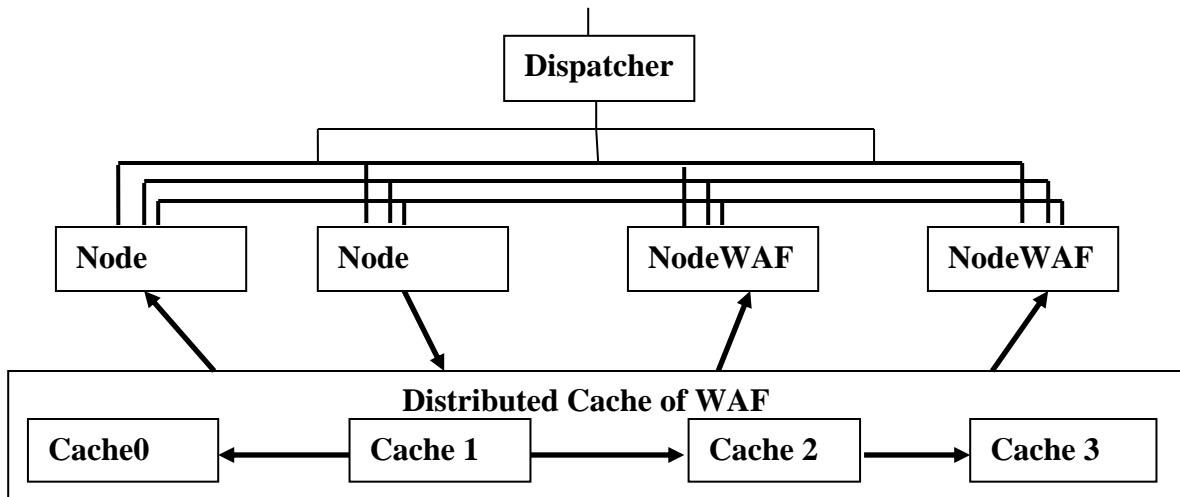 Dispatcher
Node
Node
NodeWAF
NodeWAF
Distributed Cache of WAF
Cache0
Cache 1
Cache 2
Cache 3